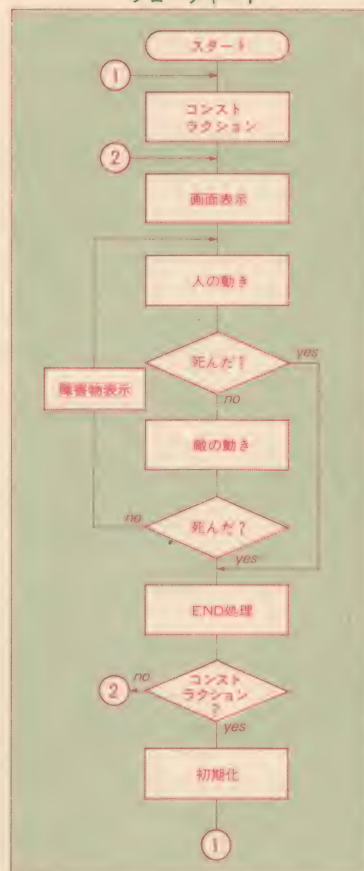 フローチャート
スタート
①
コンスト
ラクション
②
画面表示
人の動き
死んだ?
yes
障害物表示
no
敵の動き
no
死んだ?
yes
END処理
no
②
コンスト
ラクション
?
yes
初期化
①